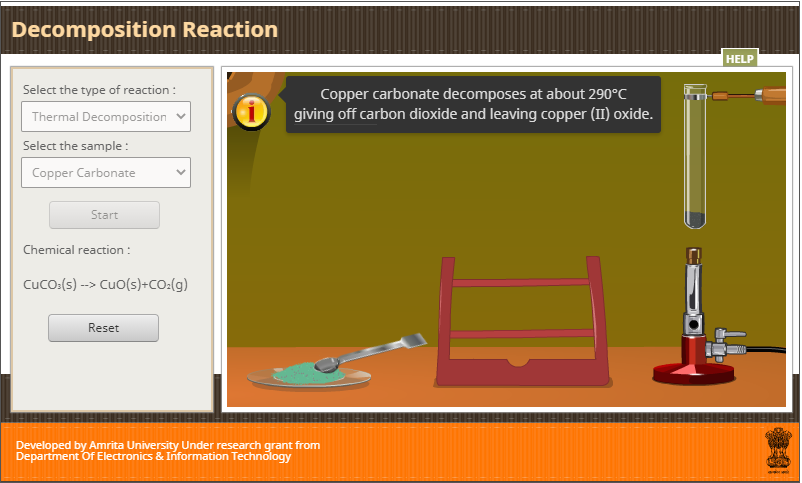 Decomposition Reaction
HELP
Select the type of reaction :
Thermal Decomposition
Select the sample :
Copper Carbonate
Start
Chemical reaction :
CuCO₃(s) --> CuO(s)+CO₂(g)
Reset
i
Copper carbonate decomposes at about 290°C
giving off carbon dioxide and leaving copper (II) oxide.
Developed by Amrita University Under research grant from
Department Of Electronics & Information Technology